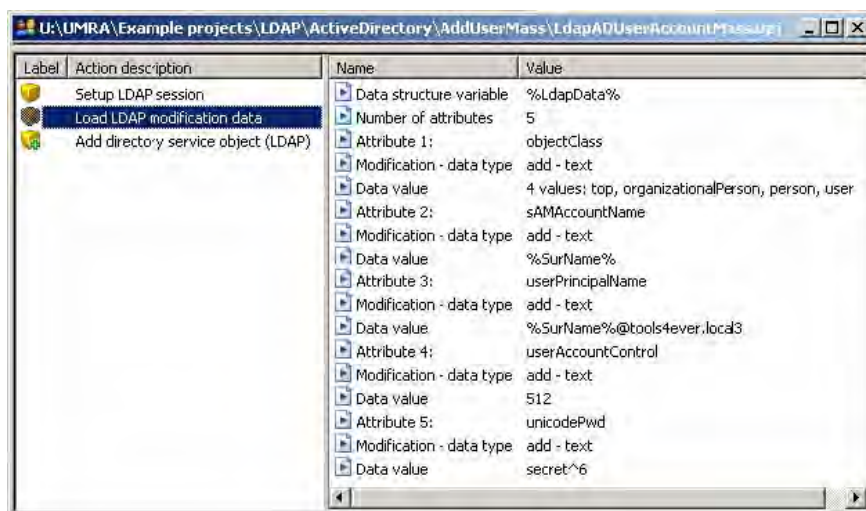 U:\UMRA\Example projects\LDAP\ActiveDirectory\AddUserMass\LdapADUserAccountMass.upj
Label Action description
Setup LDAP session
Load LDAP modification data
Add directory service object (LDAP)
Name Value
Data structure variable %LdapData%
Number of attributes 5
Attribute 1: objectClass
Modification - data type add - text
Data value 4 values: top, organizationalPerson, person, user
Attribute 2: sAMAccountName
Modification - data type add - text
Data value %SurName%
Attribute 3: userPrincipalName
Modification - data type add - text
Data value %SurName%@tools4ever.local3
Attribute 4: userAccountControl
Modification - data type add - text
Data value 512
Attribute 5: unicodePwd
Modification - data type add - text
Data value secret^6